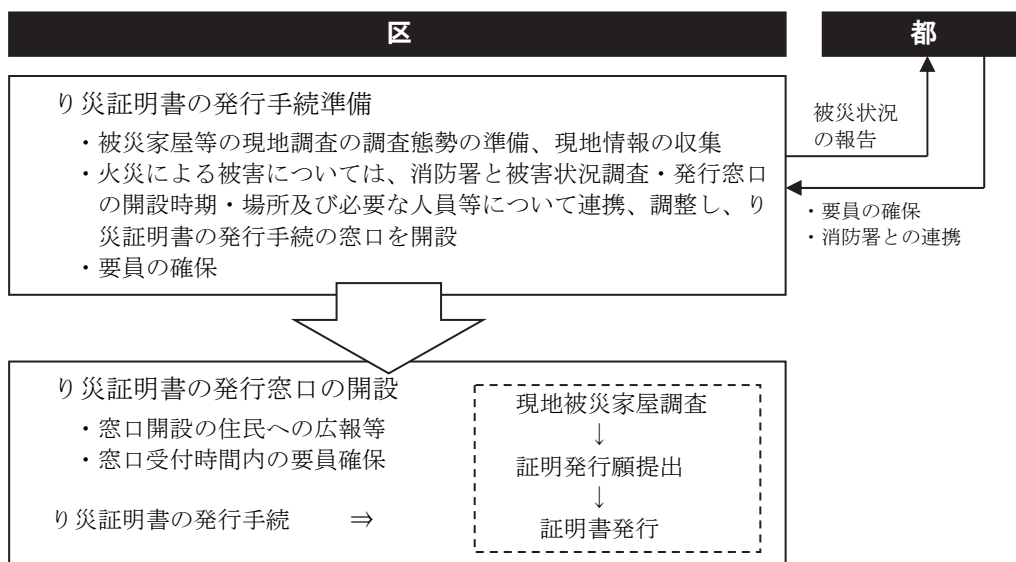 区
都
り災証明書の発行手続準備
・被災家屋等の現地調査の調査態勢の準備、現地情報の収集
・火災による被害については、消防署と被害状況調査・発行窓口
の開設時期・場所及び必要な人員等について連携、調整し、り
災証明書の発行手続の窓口を開設
・要員の確保
被災状況
の報告
・要員の確保
・消防署との連携
り災証明書の発行窓口の開設
・窓口開設の住民への広報等
・窓口受付時間内の要員確保
り災証明書の発行手続　⇒
現地被災家屋調査
↓
証明発行願提出
↓
証明書発行